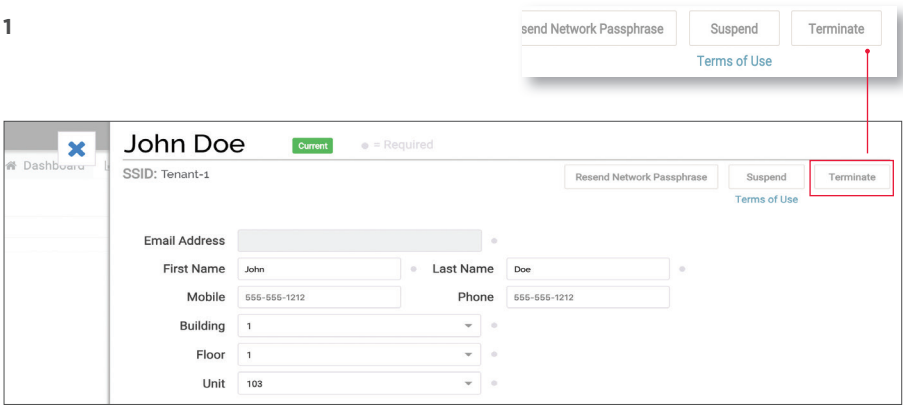 1
send Network Passphrase Suspend Terminate
Terms of Use
John Doe Current = Required
Dashboard
SSID: Tenant-1
Resend Network Passphrase Suspend Terminate
Terms of Use
Email Address
First Name John Last Name Doe
Mobile 555-555-1212 Phone 555-555-1212
Building 1
Floor 1
Unit 103